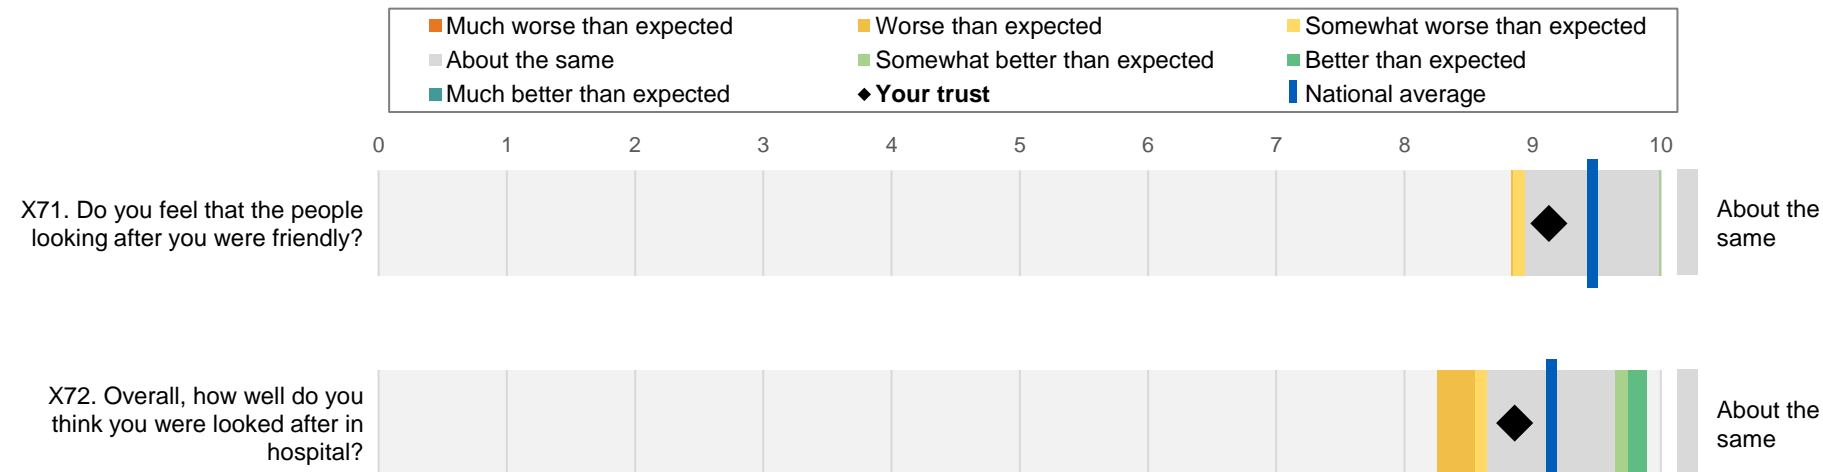 Much worse than expected
Worse than expected
Somewhat worse than expected
About the same
Somewhat better than expected
Better than expected
Much better than expected
Your trust
National average
0 1 2 3 4 5 6 7 8 9 10
X71. Do you feel that the people
looking after you were friendly?
About the
same
X72. Overall, how well do you
think you were looked after in
hospital?
About the
same